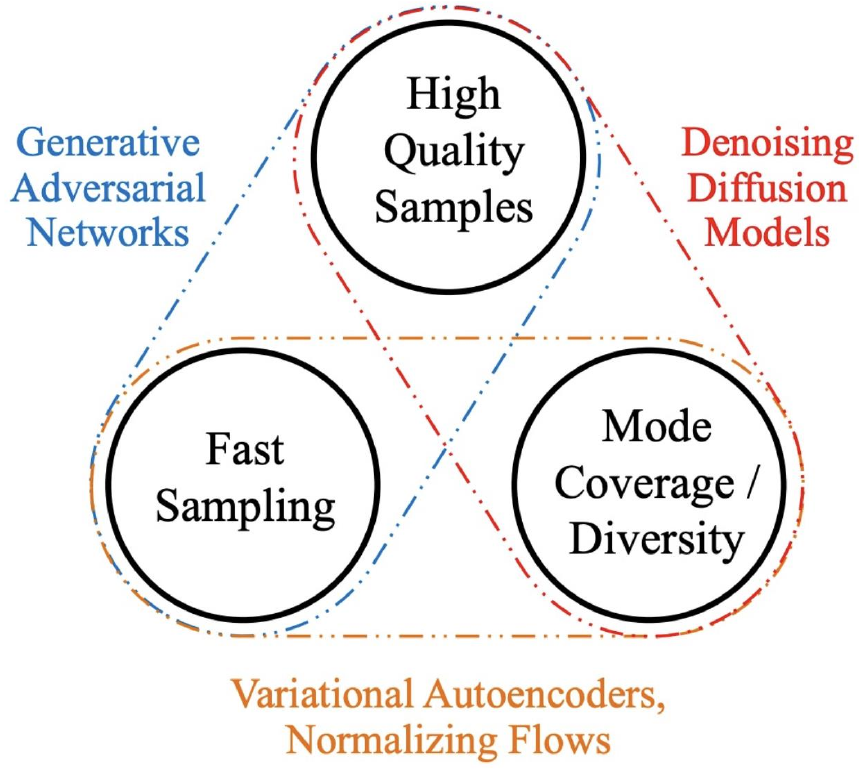 High
Quality
Samples
Generative
Adversarial
Networks
Denoising
Diffusion
Models
Fast
Sampling
Mode
Coverage /
Diversity
Variational Autoencoders,
Normalizing Flows